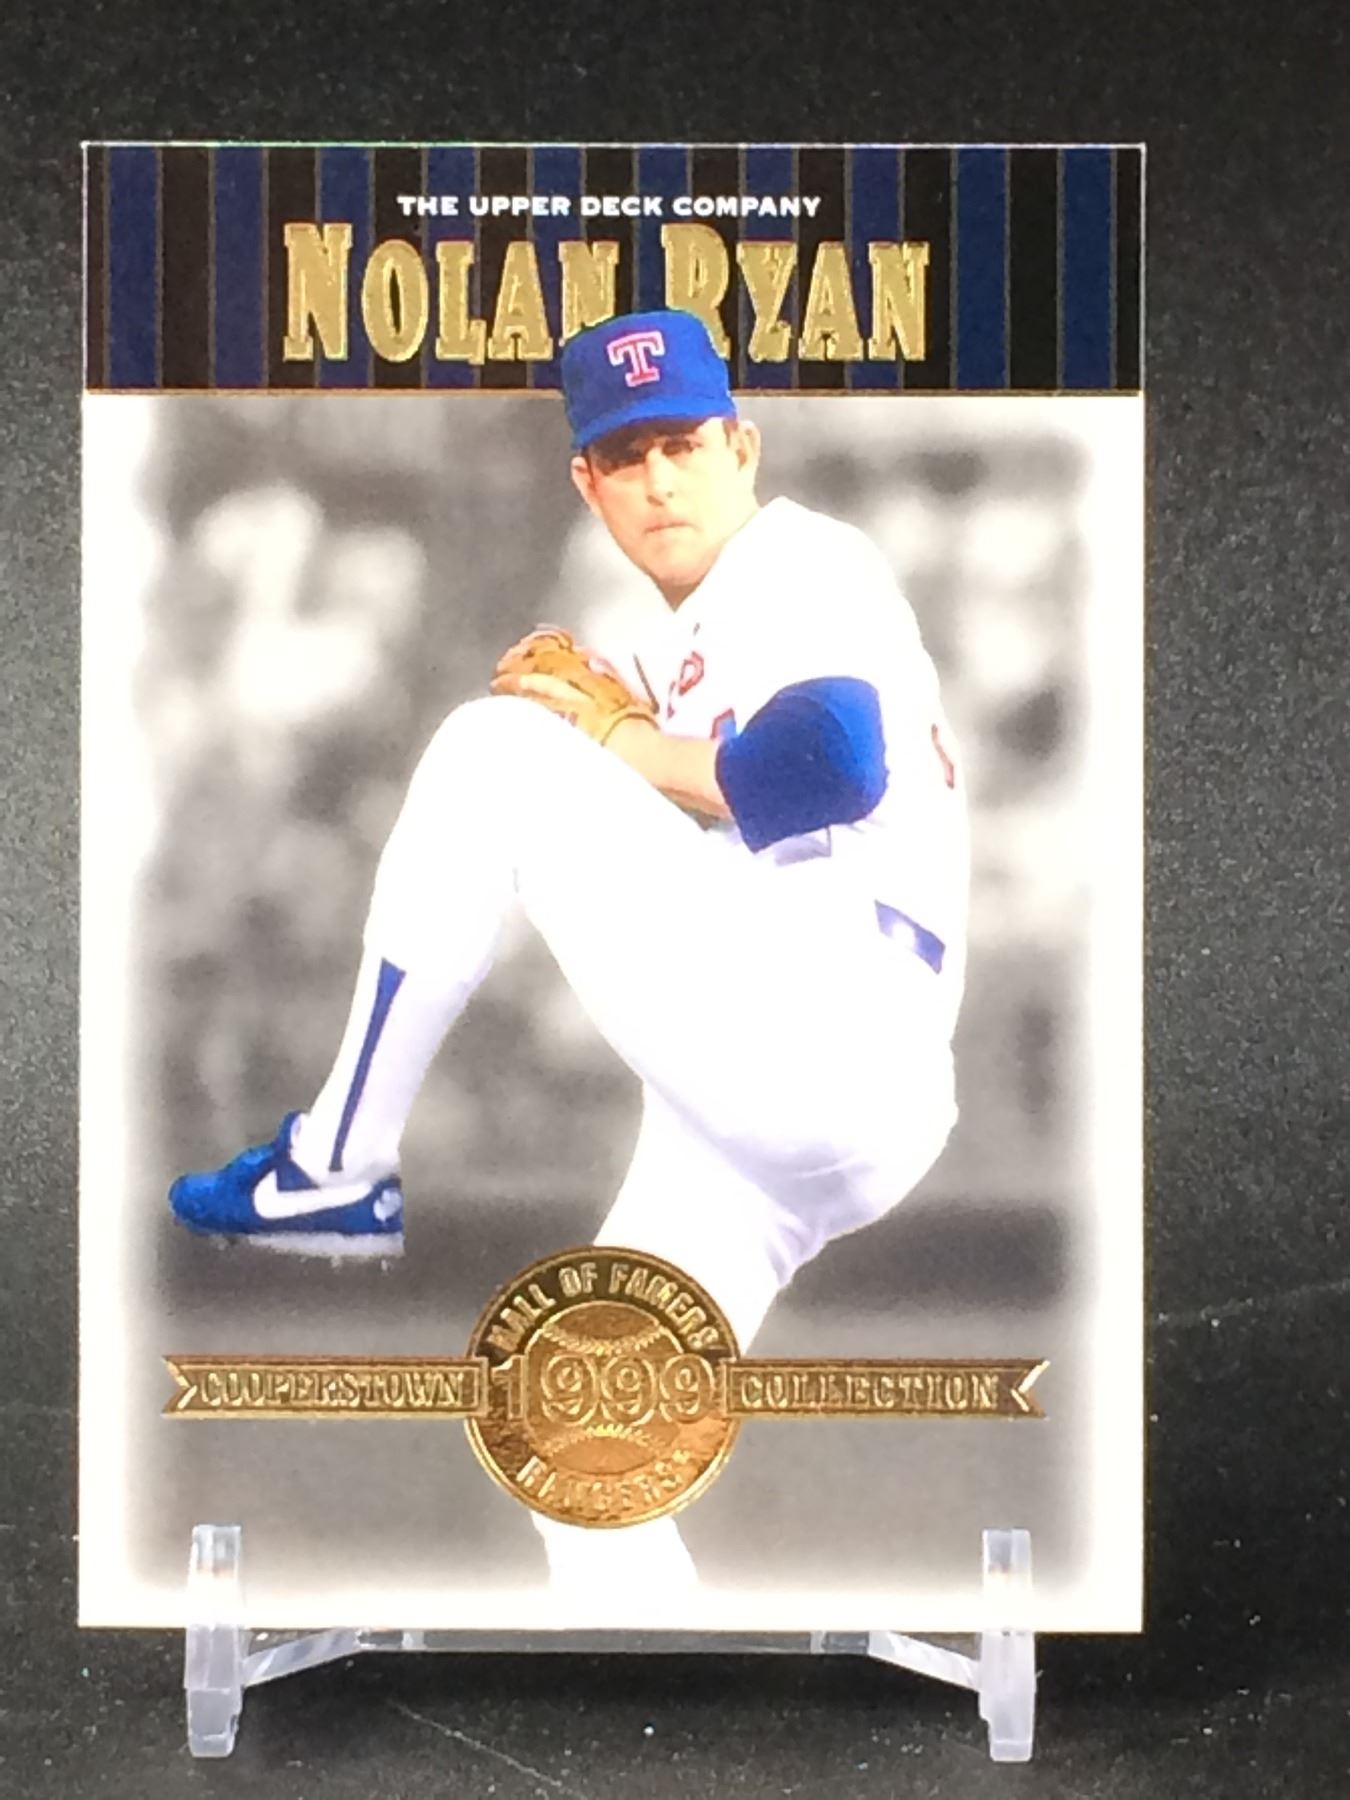 THE UPPER DECK COMPANY
NOLAN RYAN
T
HALL OF FAMERS
COOPERSTOWN 1999 COLLECTION
RANGERS